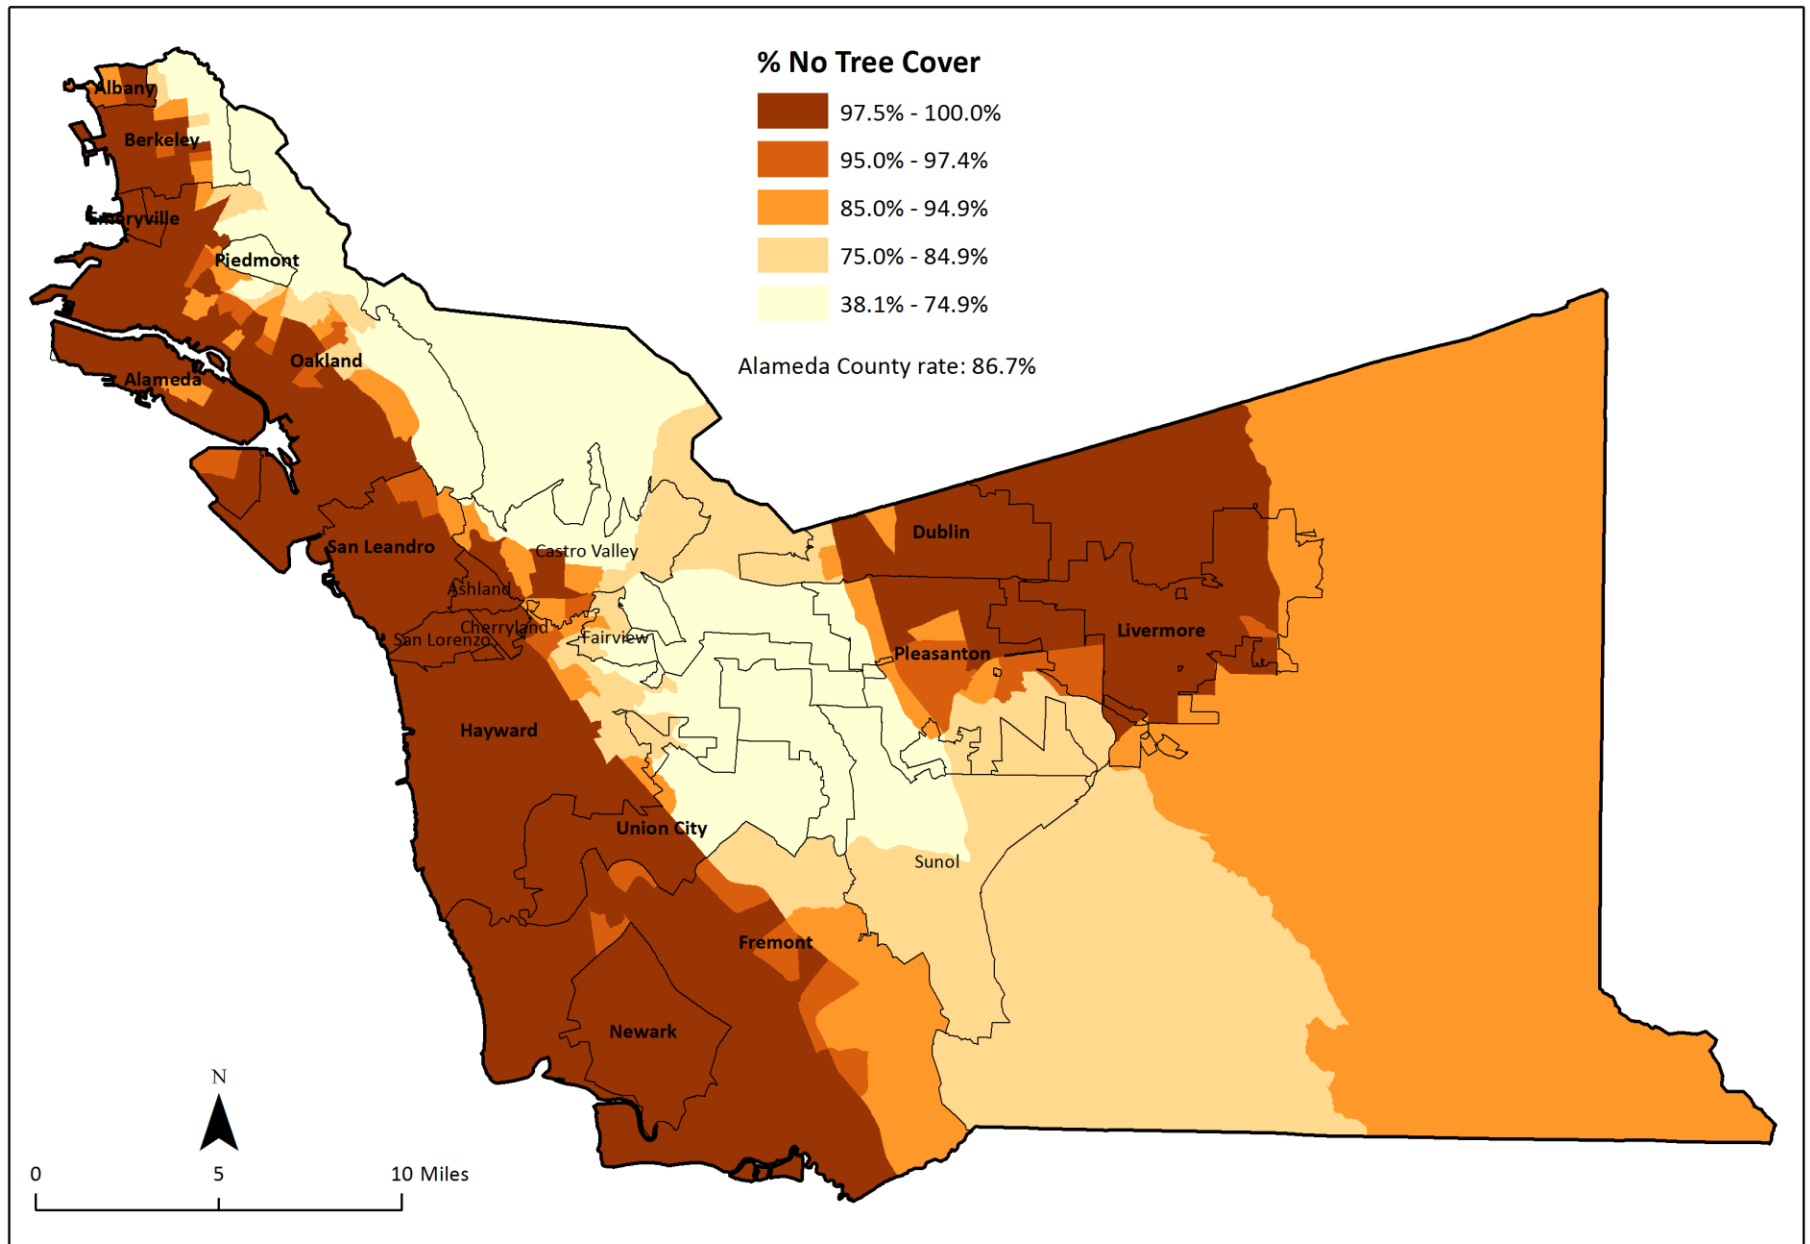 % No Tree Cover
97.5% - 100.0%
95.0% - 97.4%
85.0% - 94.9%
75.0% - 84.9%
38.1% - 74.9%
Alameda County rate: 86.7%
Albany
Berkeley
Emeryville
Piedmont
Oakland
Alameda
San Leandro
Castro Valley
Dublin
Ashland
Cherryland
San Lorenzo
Fairview
Livermore
Pleasanton
Hayward
Union City
Sunol
Fremont
Newark
N
0 5 10 Miles